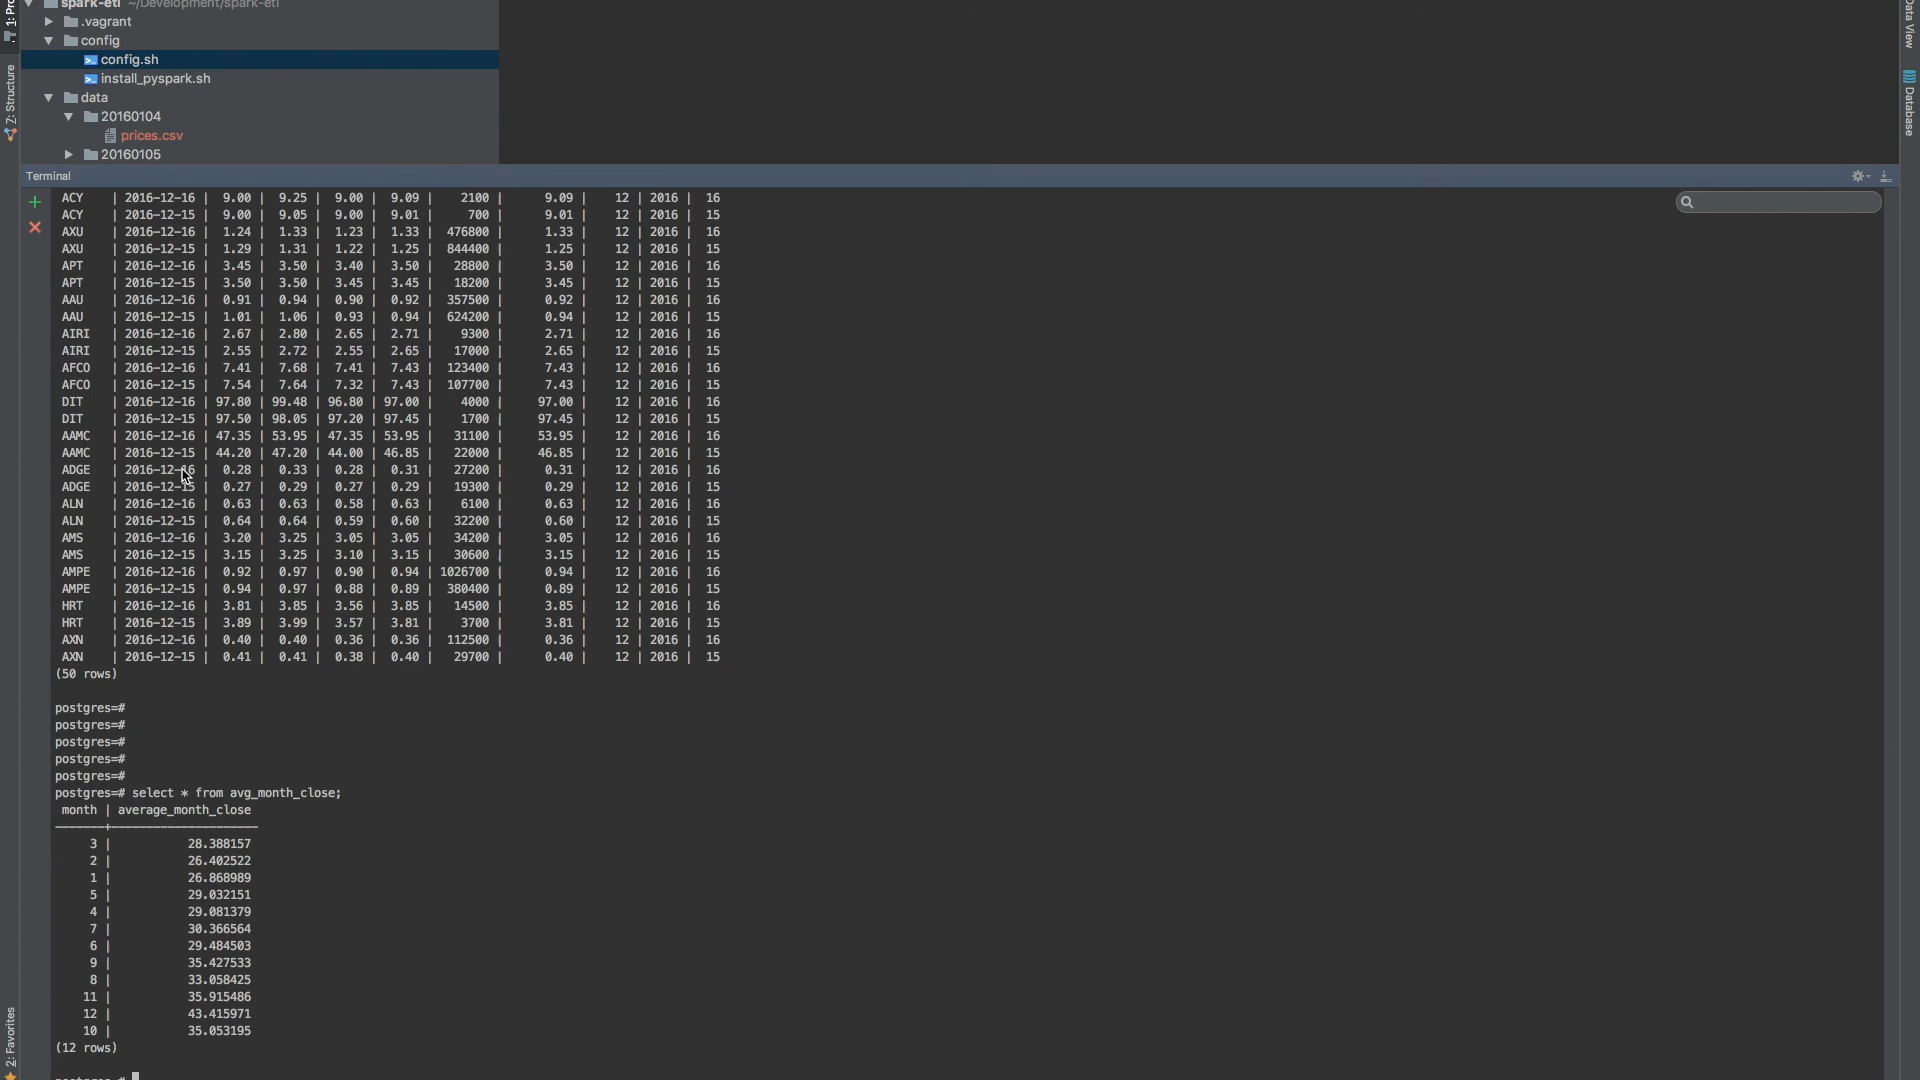 1: Pro
spark-etl ~/Development/spark-etl
.vagrant
config
config.sh
install_pyspark.sh
data
20160104
prices.csv
20160105
Z: Structure
2: Favorites
Data View
Database
Terminal
ACY | 2016-12-16 | 9.00 | 9.25 | 9.00 | 9.09 | 2100 | 9.09 | 12 | 2016 | 16
ACY | 2016-12-15 | 9.00 | 9.05 | 9.00 | 9.01 | 700 | 9.01 | 12 | 2016 | 15
AXU | 2016-12-16 | 1.24 | 1.33 | 1.23 | 1.33 | 476800 | 1.33 | 12 | 2016 | 16
AXU | 2016-12-15 | 1.29 | 1.31 | 1.22 | 1.25 | 844400 | 1.25 | 12 | 2016 | 15
APT | 2016-12-16 | 3.45 | 3.50 | 3.40 | 3.50 | 28800 | 3.50 | 12 | 2016 | 16
APT | 2016-12-15 | 3.50 | 3.50 | 3.45 | 3.45 | 18200 | 3.45 | 12 | 2016 | 15
AAU | 2016-12-16 | 0.91 | 0.94 | 0.90 | 0.92 | 357500 | 0.92 | 12 | 2016 | 16
AAU | 2016-12-15 | 1.01 | 1.06 | 0.93 | 0.94 | 624200 | 0.94 | 12 | 2016 | 15
AIRI | 2016-12-16 | 2.67 | 2.80 | 2.65 | 2.71 | 9300 | 2.71 | 12 | 2016 | 16
AIRI | 2016-12-15 | 2.55 | 2.72 | 2.55 | 2.65 | 17000 | 2.65 | 12 | 2016 | 15
AFCO | 2016-12-16 | 7.41 | 7.68 | 7.41 | 7.43 | 123400 | 7.43 | 12 | 2016 | 16
AFCO | 2016-12-15 | 7.54 | 7.64 | 7.32 | 7.43 | 107700 | 7.43 | 12 | 2016 | 15
DIT | 2016-12-16 | 97.80 | 99.48 | 96.80 | 97.00 | 4000 | 97.00 | 12 | 2016 | 16
DIT | 2016-12-15 | 97.50 | 98.05 | 97.20 | 97.45 | 1700 | 97.45 | 12 | 2016 | 15
AAMC | 2016-12-16 | 47.35 | 53.95 | 47.35 | 53.95 | 31100 | 53.95 | 12 | 2016 | 16
AAMC | 2016-12-15 | 44.20 | 47.20 | 44.00 | 46.85 | 22000 | 46.85 | 12 | 2016 | 15
ADGE | 2016-12-16 | 0.28 | 0.33 | 0.28 | 0.31 | 27200 | 0.31 | 12 | 2016 | 16
ADGE | 2016-12-15 | 0.27 | 0.29 | 0.27 | 0.29 | 19300 | 0.29 | 12 | 2016 | 15
ALN | 2016-12-16 | 0.63 | 0.63 | 0.58 | 0.63 | 6100 | 0.63 | 12 | 2016 | 16
ALN | 2016-12-15 | 0.64 | 0.64 | 0.59 | 0.60 | 32200 | 0.60 | 12 | 2016 | 15
AMS | 2016-12-16 | 3.20 | 3.25 | 3.05 | 3.05 | 34200 | 3.05 | 12 | 2016 | 16
AMS | 2016-12-15 | 3.15 | 3.25 | 3.10 | 3.15 | 30600 | 3.15 | 12 | 2016 | 15
AMPE | 2016-12-16 | 0.92 | 0.97 | 0.90 | 0.94 | 1026700 | 0.94 | 12 | 2016 | 16
AMPE | 2016-12-15 | 0.94 | 0.97 | 0.88 | 0.89 | 380400 | 0.89 | 12 | 2016 | 15
HRT | 2016-12-16 | 3.81 | 3.85 | 3.56 | 3.85 | 14500 | 3.85 | 12 | 2016 | 16
HRT | 2016-12-15 | 3.89 | 3.99 | 3.57 | 3.81 | 3700 | 3.81 | 12 | 2016 | 15
AXN | 2016-12-16 | 0.40 | 0.40 | 0.36 | 0.36 | 112500 | 0.36 | 12 | 2016 | 16
AXN | 2016-12-15 | 0.41 | 0.41 | 0.38 | 0.40 | 29700 | 0.40 | 12 | 2016 | 15
(50 rows)
postgres=#
postgres=#
postgres=#
postgres=#
postgres=#
postgres=# select * from avg_month_close;
month | average_month_close
-------+---------------------
3 | 28.388157
2 | 26.402522
1 | 26.868989
5 | 29.032151
4 | 29.081379
7 | 30.366564
6 | 29.484503
9 | 35.427533
8 | 33.058425
11 | 35.915486
12 | 43.415971
10 | 35.053195
(12 rows)
postgres=#